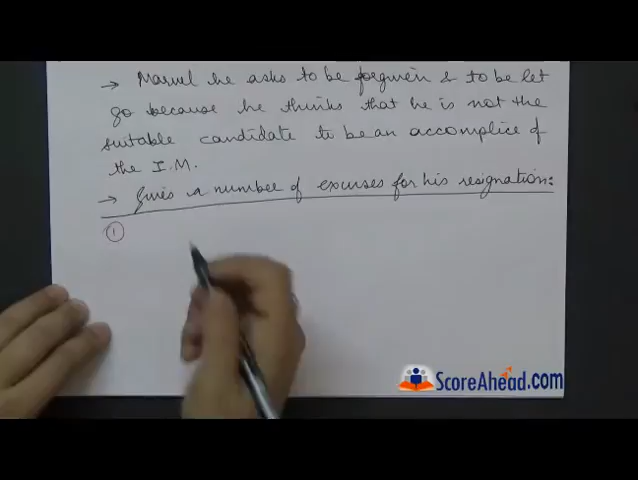 → Marvel he asks to be forgiven & to be let
go because he thinks that he is not the
suitable candidate to be an accomplice of
the I.M.
→ Gives a number of excuses for his resignation:
①
ScoreAhead.com